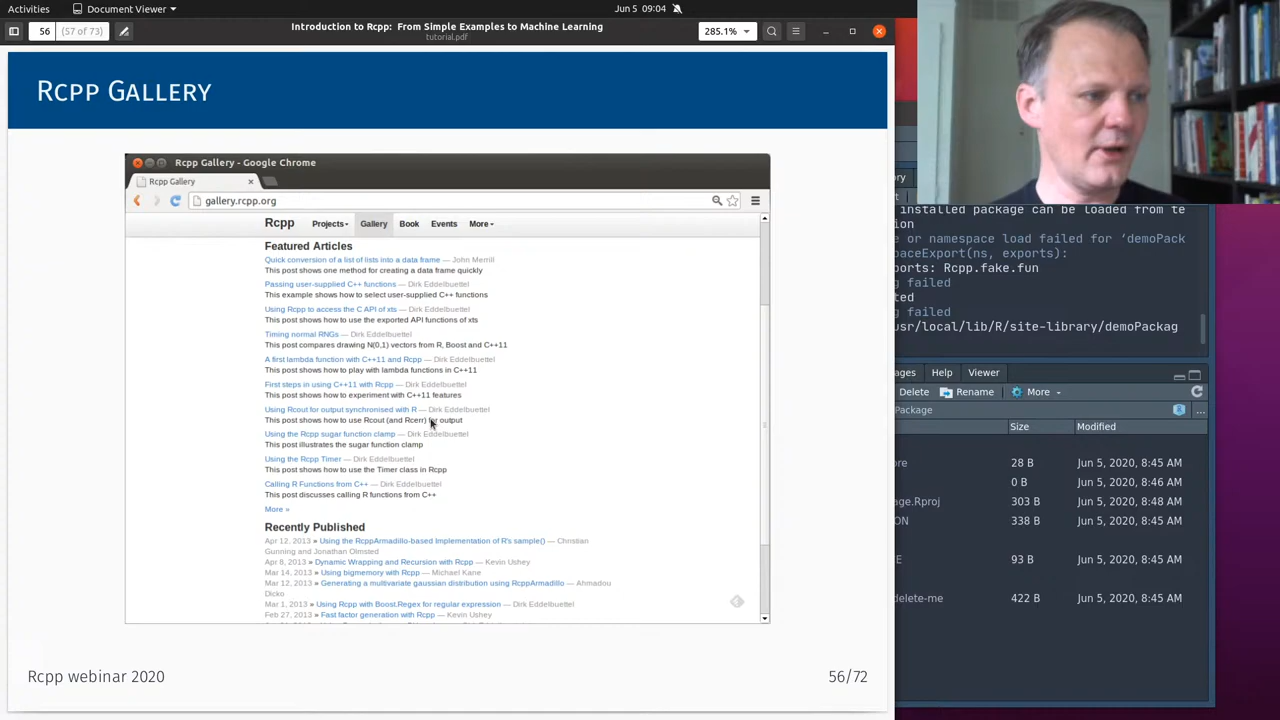 Activities
Document Viewer
Jun 5 09:04
56
(57 of 73)
Introduction to Rcpp: From Simple Examples to Machine Learning
tutorial.pdf
285.1%
RCPP GALLERY
Rcpp Gallery - Google Chrome
Rcpp Gallery
gallery.rcpp.org
Rcpp Projects Gallery Book Events More
Featured Articles
Quick conversion of a list of lists into a data frame — John Merrill
This post shows one method for creating a data frame quickly
Passing user-supplied C++ functions — Dirk Eddelbuettel
This example shows how to select user-supplied C++ functions
Using Rcpp to access the C API of xts — Dirk Eddelbuettel
This post shows how to use the exported API functions of xts
Timing normal RNGs — Dirk Eddelbuettel
This post compares drawing N(0,1) vectors from R, Boost and C++11
A first lambda function with C++11 and Rcpp — Dirk Eddelbuettel
This post shows how to play with lambda functions in C++11
First steps in using C++11 with Rcpp — Dirk Eddelbuettel
This post shows how to experiment with C++11 features
Using Rcout for output synchronised with R — Dirk Eddelbuettel
This post shows how to use Rcout (and Rcerr) for output
Using the Rcpp sugar function clamp — Dirk Eddelbuettel
This post illustrates the sugar function clamp
Using the Rcpp Timer — Dirk Eddelbuettel
This post shows how to use the Timer class in Rcpp
Calling R Functions from C++ — Dirk Eddelbuettel
This post discusses calling R functions from C++
More »
Recently Published
Apr 12, 2013 » Using the RcppArmadillo-based Implementation of R's sample() — Christian
Gunning and Jonathan Olmsted
Apr 8, 2013 » Dynamic Wrapping and Recursion with Rcpp — Kevin Ushey
Mar 14, 2013 » Using bigmemory with Rcpp — Michael Kane
Mar 12, 2013 » Generating a multivariate gaussian distribution using RcppArmadillo — Ahmadou
Dicko
Mar 1, 2013 » Using Rcpp with Boost.Regex for regular expression — Dirk Eddelbuettel
Feb 27, 2013 » Fast factor generation with Rcpp — Kevin Ushey
Rcpp webinar 2020
56/72
installed package can be loaded from te
e or namespace load failed for ‘demoPack
spaceExport(ns, exports):
ports: Rcpp.fake.fun
failed
failed
usr/local/lib/R/site-library/demoPackag
ages Help Viewer
Delete Rename More
Package
Size Modified
ore 28 B Jun 5, 2020, 8:45 AM
0 B Jun 5, 2020, 8:46 AM
age.Rproj 303 B Jun 5, 2020, 8:48 AM
ON 338 B Jun 5, 2020, 8:45 AM
E 93 B Jun 5, 2020, 8:45 AM
delete-me 422 B Jun 5, 2020, 8:45 AM